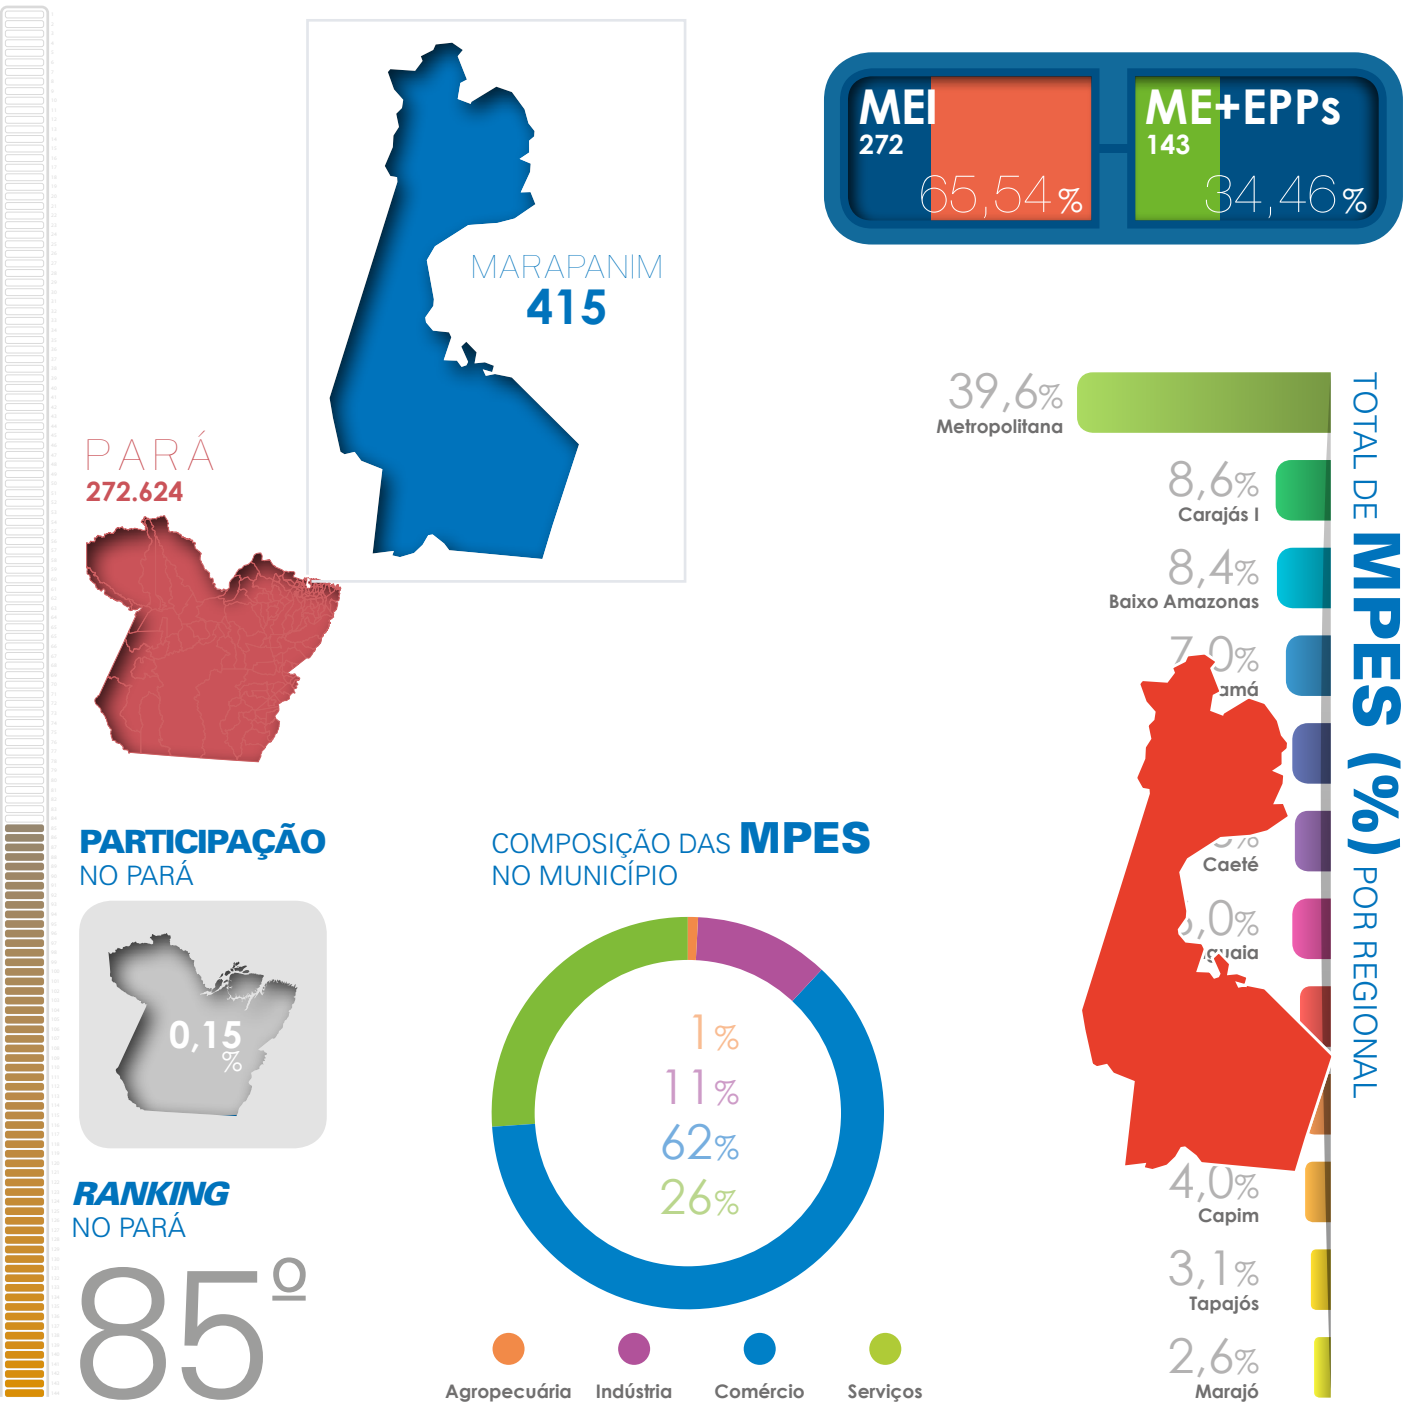 MEI
272
65,54%
ME+EPPs
143
34,46%
MARAPANIM
415
PARÁ
272.624
TOTAL DE MPES (%) POR REGIONAL
39,6%
Metropolitana
8,6%
Carajás I
8,4%
Baixo Amazonas
7,0%
Caeté
4,0%
Capim
3,1%
Tapajós
2,6%
Marajó
PARTICIPAÇÃO
NO PARÁ
0,15
%
RANKING
NO PARÁ
85º
COMPOSIÇÃO DAS MPES
NO MUNICÍPIO
1%
11%
62%
26%
Agropecuária
Indústria
Comércio
Serviços